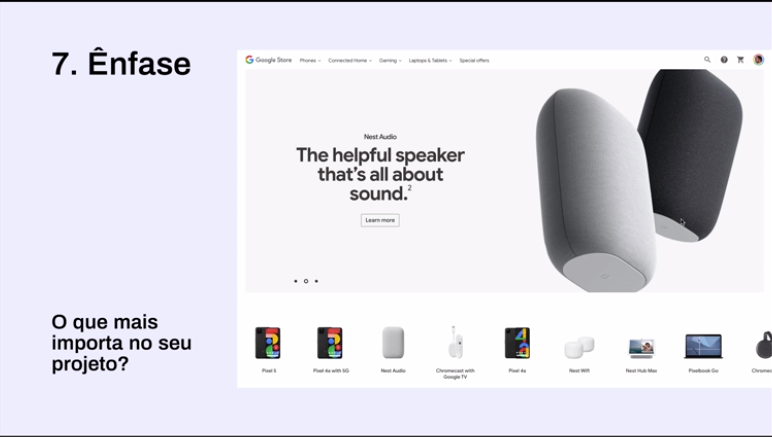 7. Ênfase
Google Store Phones Connected Home Gaming Laptops & Tablets Special offers
Nest Audio
The helpful speaker
that's all about
sound.2
Learn more
O que mais
importa no seu
projeto?
Pixel 5 Pixel 4a with 5G Nest Audio Chromecast with Pixel 4a Nest Wifi Nest Hub Max Pixelbook Go Chromec
Google TV